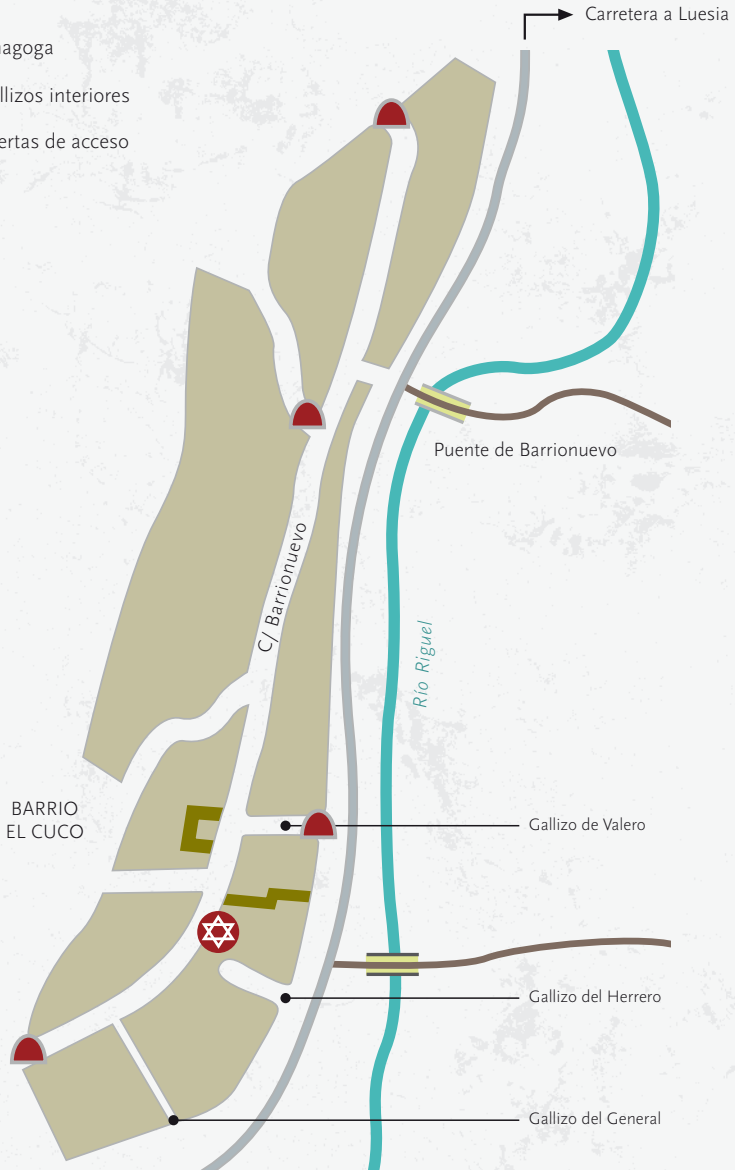 Carretera a Luesia
agoga
llizos interiores
ertas de acceso
Puente de Barrionuevo
C/ Barrionuevo
Río Riguel
BARRIO
EL CUCO
Gallizo de Valero
Gallizo del Herrero
Gallizo del General